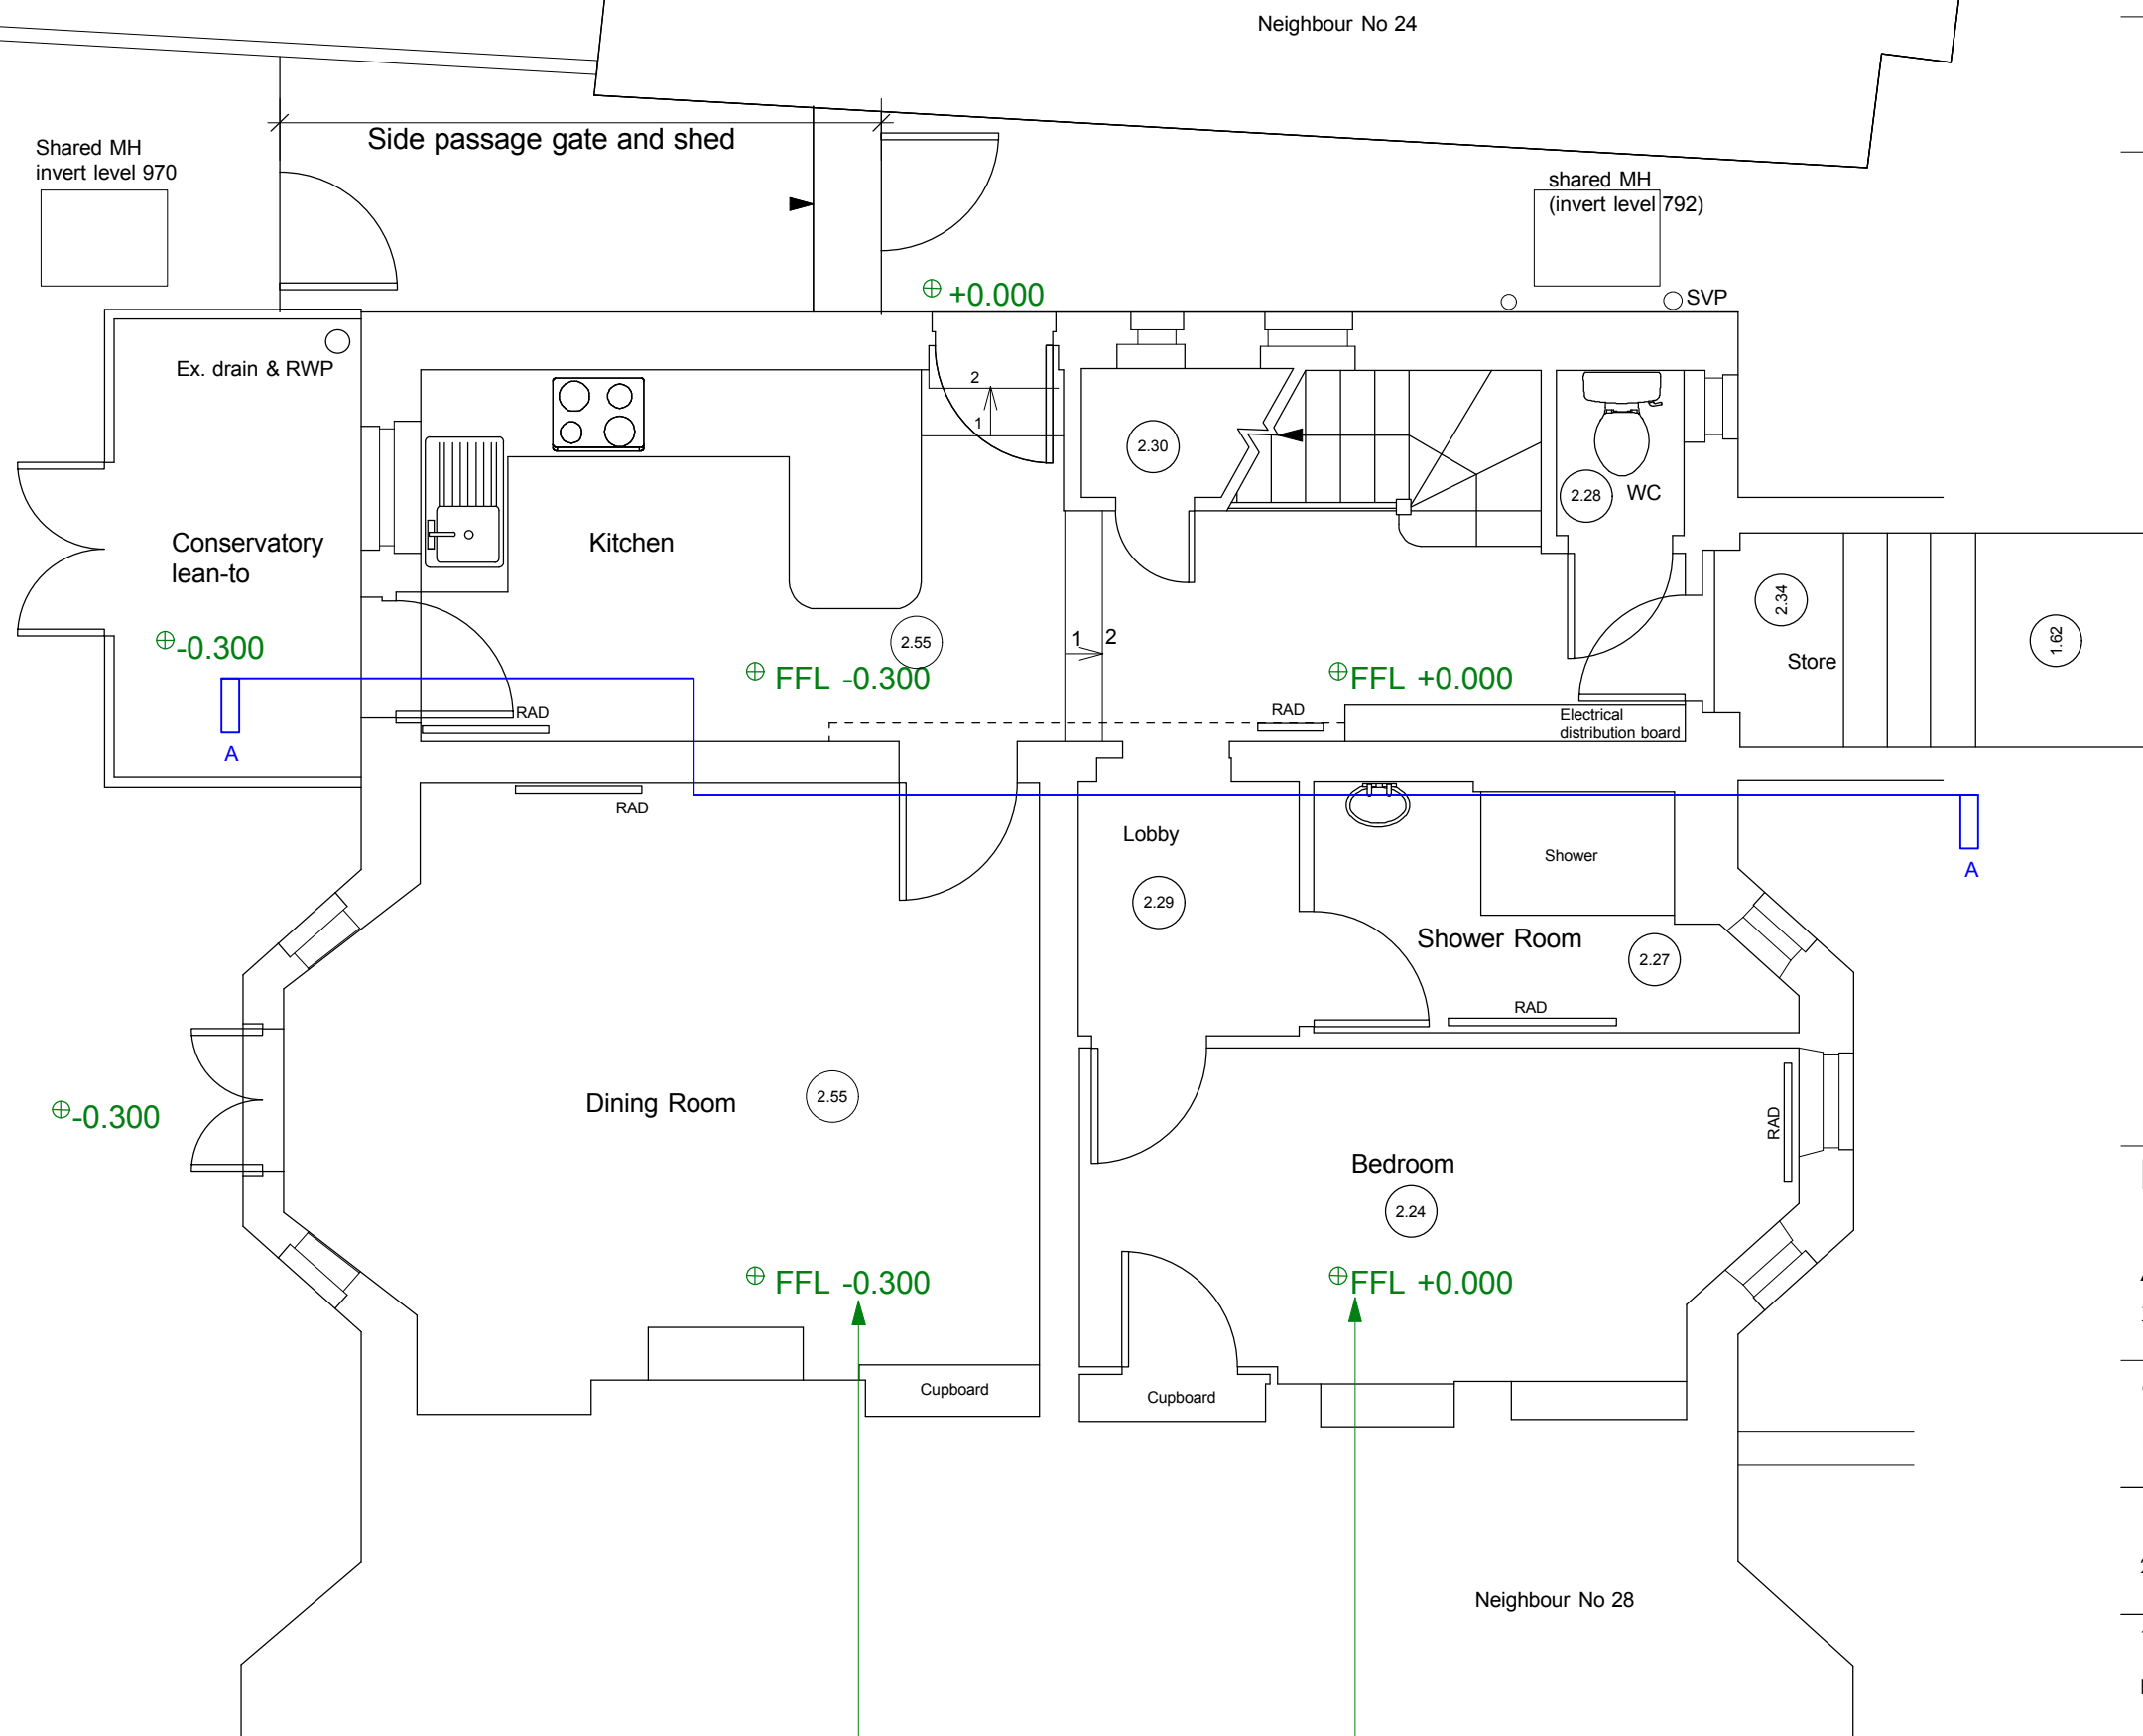 Neighbour No 24
Side passage gate and shed
Shared MH
invert level 970
shared MH
(invert level 792)
+0.000
SVP
Ex. drain & RWP
2
1
2.30
2.28
WC
Conservatory
lean-to
Kitchen
2.34
Store
1.62
-0.300
2.55
1
2
FFL -0.300
FFL +0.000
RAD
RAD
Electrical
distribution board
A
RAD
Lobby
Shower
A
2.29
Shower Room
2.27
RAD
Dining Room
2.55
-0.300
RAD
Bedroom
2.24
FFL -0.300
FFL +0.000
Cupboard
Cupboard
Neighbour No 28